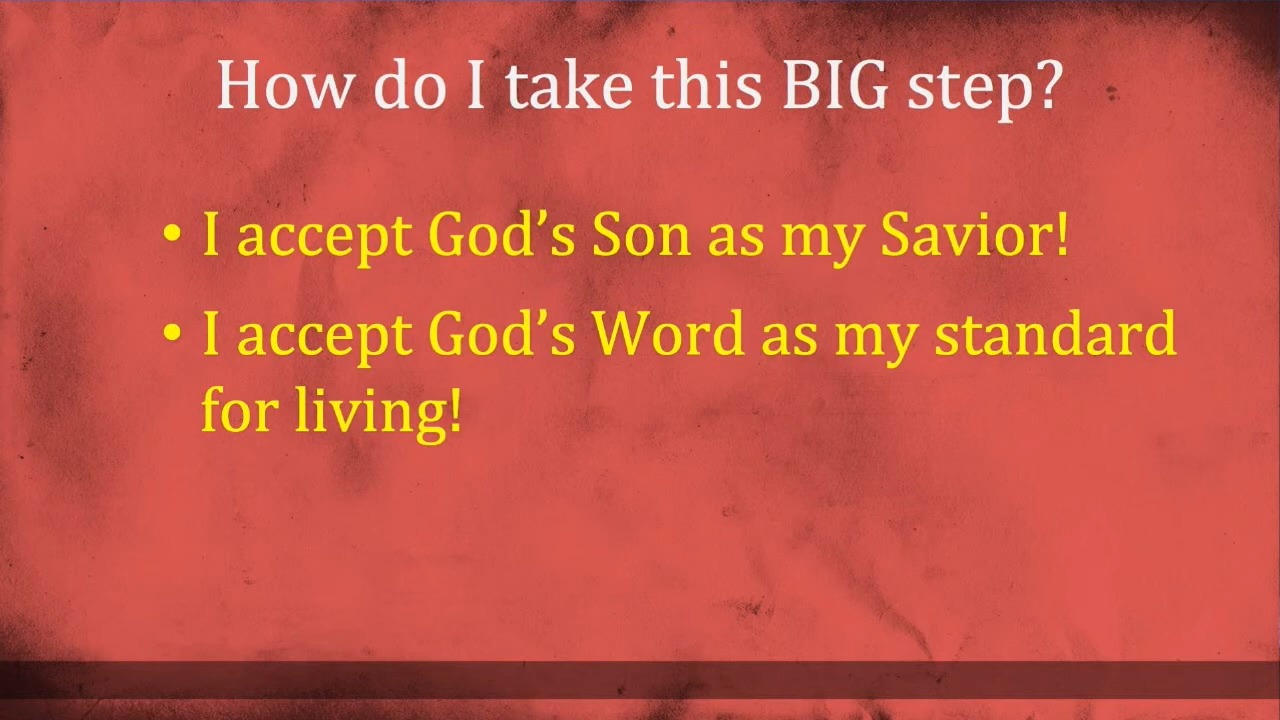 How do I take this BIG step?
• I accept God’s Son as my Savior!
• I accept God’s Word as my standard
for living!